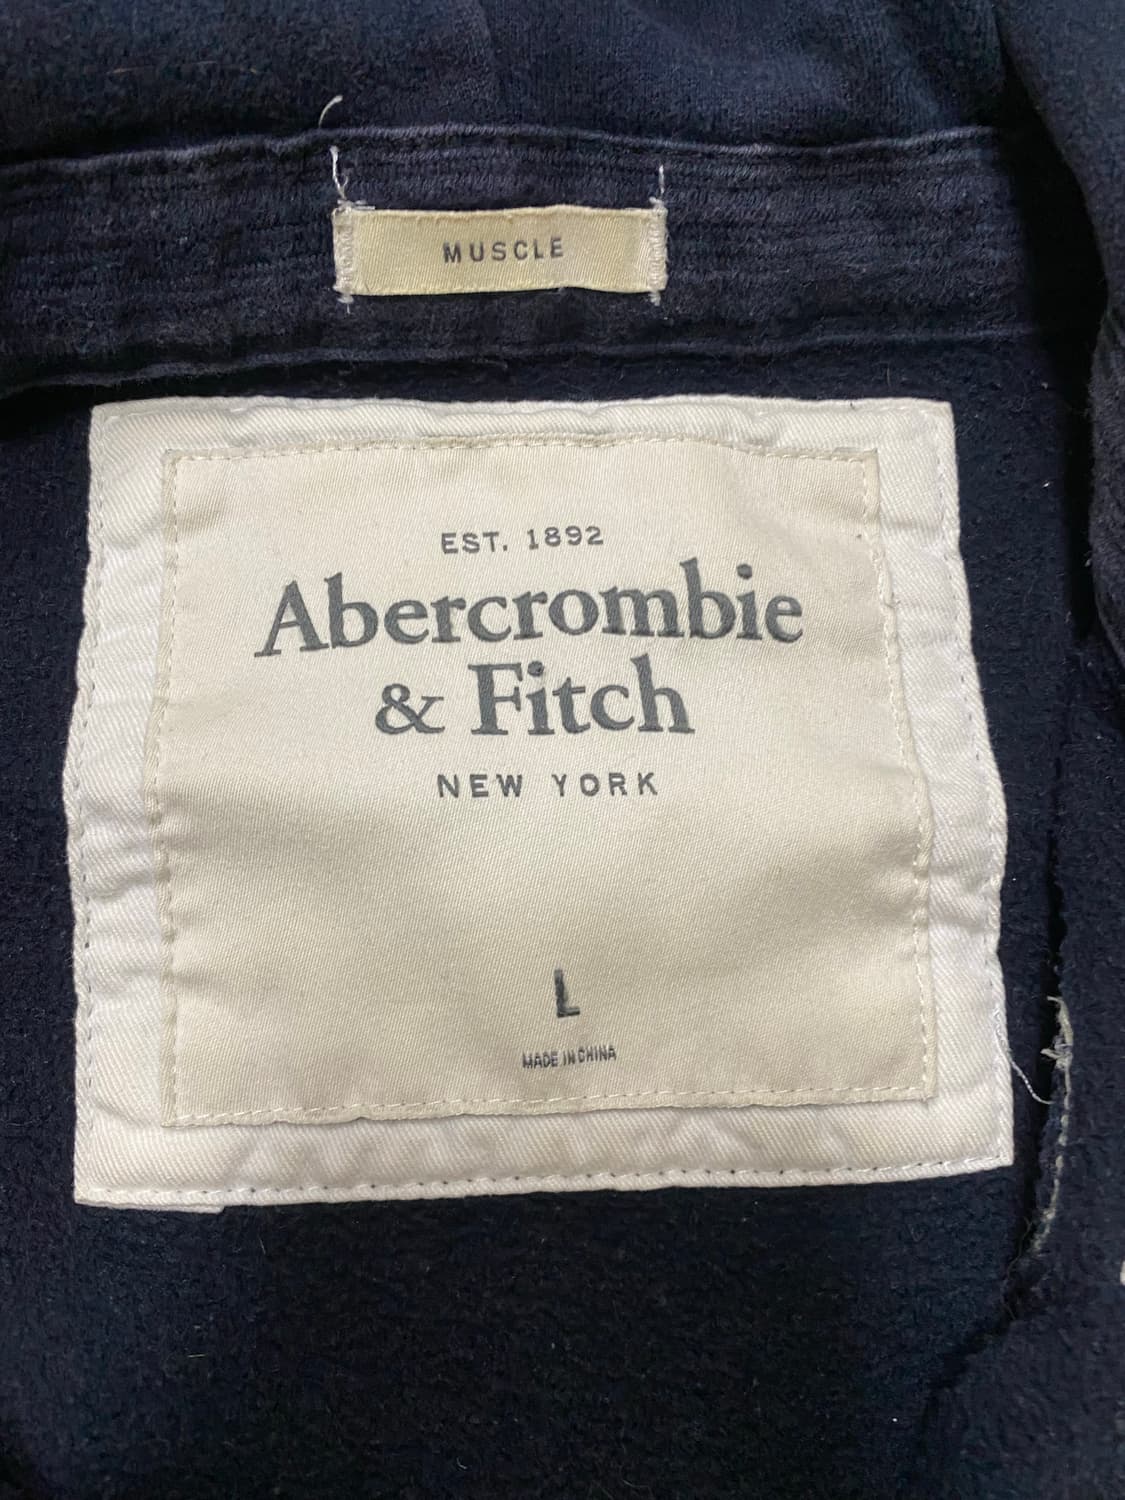 MUSCLE
EST. 1892
Abercrombie
& Fitch
NEW YORK
L
MADE IN CHINA